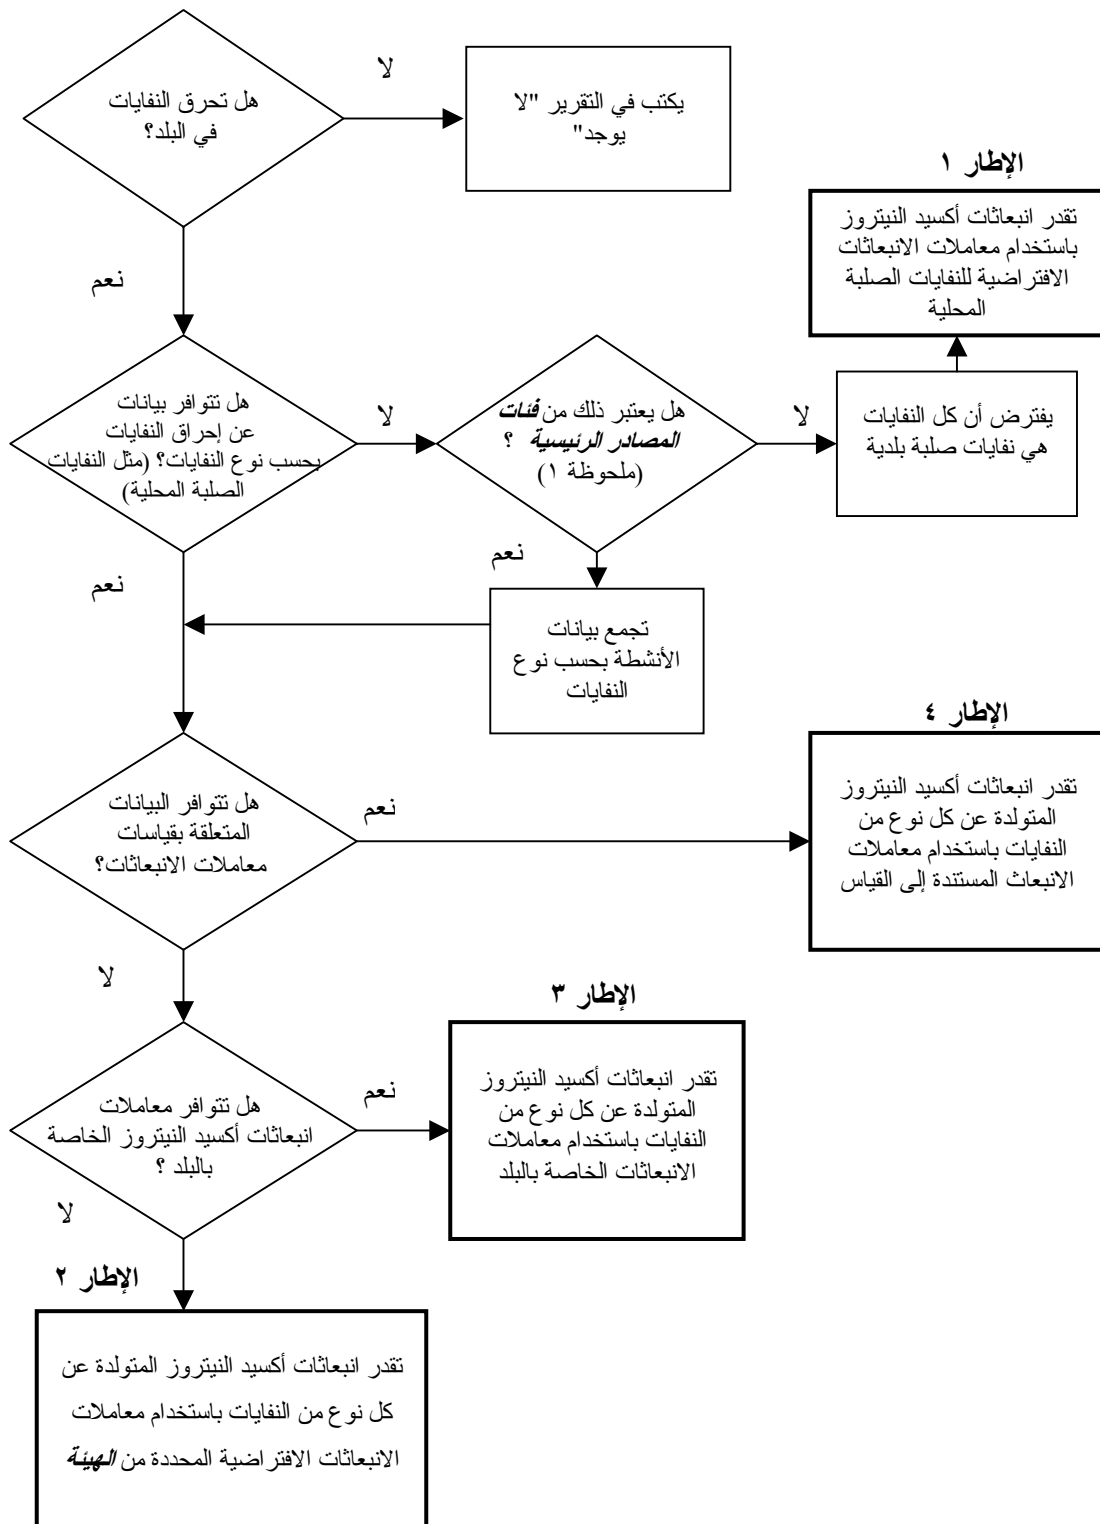 هل تحرق النفايات
في البلد؟
لا
يكتب في التقرير "لا
يوجد"
نعم
الإطار ١
تقدر انبعاثات أكسيد النيتروز
باستخدام معاملات الانبعاثات
الافتراضية للنفايات الصلبة
المحلية
هل تتوافر بيانات
عن إحراق النفايات
بحسب نوع النفايات؟ (مثل النفايات
الصلبة المحلية)
لا
هل يعتبر ذلك من فئات
المصادر الرئيسية ؟
(ملحوظة ١)
لا
يفترض أن كل النفايات
هي نفايات صلبة بلدية
نعم
نعم
تجمع بيانات
الأنشطة بحسب نوع
النفايات
هل تتوافر البيانات
المتعلقة بقياسات
معاملات الانبعاثات؟
نعم
الإطار ٤
تقدر انبعاثات أكسيد النيتروز
المتولدة عن كل نوع من
النفايات باستخدام معاملات
الانبعاث المستندة إلى القياس
لا
هل تتوافر معاملات
انبعاثات أكسيد النيتروز الخاصة
بالبلد ؟
نعم
الإطار ٣
تقدر انبعاثات أكسيد النيتروز
المتولدة عن كل نوع من
النفايات باستخدام معاملات
الانبعاثات الخاصة بالبلد
لا
الإطار ٢
تقدر انبعاثات أكسيد النيتروز المتولدة عن
كل نوع من النفايات باستخدام معاملات
الانبعاثات الافتراضية المحددة من الهيئة